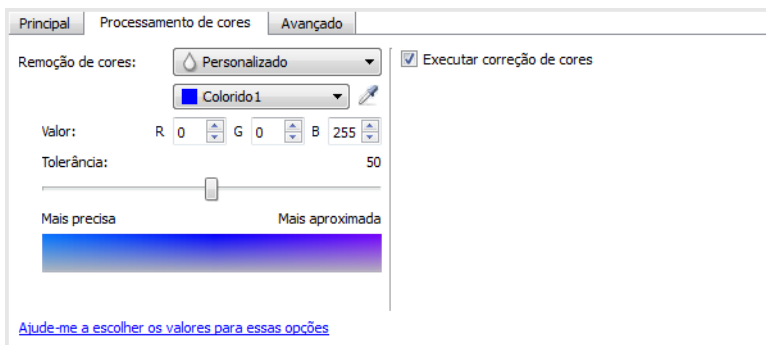 Principal Processamento de cores Avançado
Remoção de cores: Personalizado Executar correção de cores
Colorido1
Valor: R 0 G 0 B 255
Tolerância: 50
Mais precisa Mais aproximada
Ajude-me a escolher os valores para essas opções